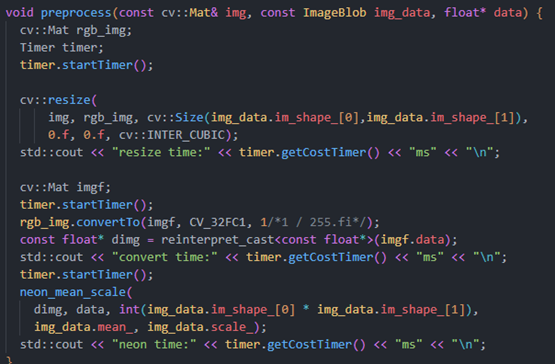 void preprocess(const cv::Mat& img, const ImageBlob img_data, float* data) {
cv::Mat rgb_img;
Timer timer;
timer.startTimer();
cv::resize(
img, rgb_img, cv::Size(img_data.im_shape_[0],img_data.im_shape_[1]),
0.f, 0.f, cv::INTER_CUBIC);
std::cout << "resize time:" << timer.getCostTimer() << "ms" << "\n";
cv::Mat imgf;
timer.startTimer();
rgb_img.convertTo(imgf, CV_32FC1, 1/*1 / 255.fi*/);
const float* dimg = reinterpret_cast<const float*>(imgf.data);
std::cout << "convert time:" << timer.getCostTimer() << "ms" << "\n";
timer.startTimer();
neon_mean_scale(
dimg, data, int(img_data.im_shape_[0] * img_data.im_shape_[1]),
img_data.mean_, img_data.scale_);
std::cout << "neon time:" << timer.getCostTimer() << "ms" << "\n";
}